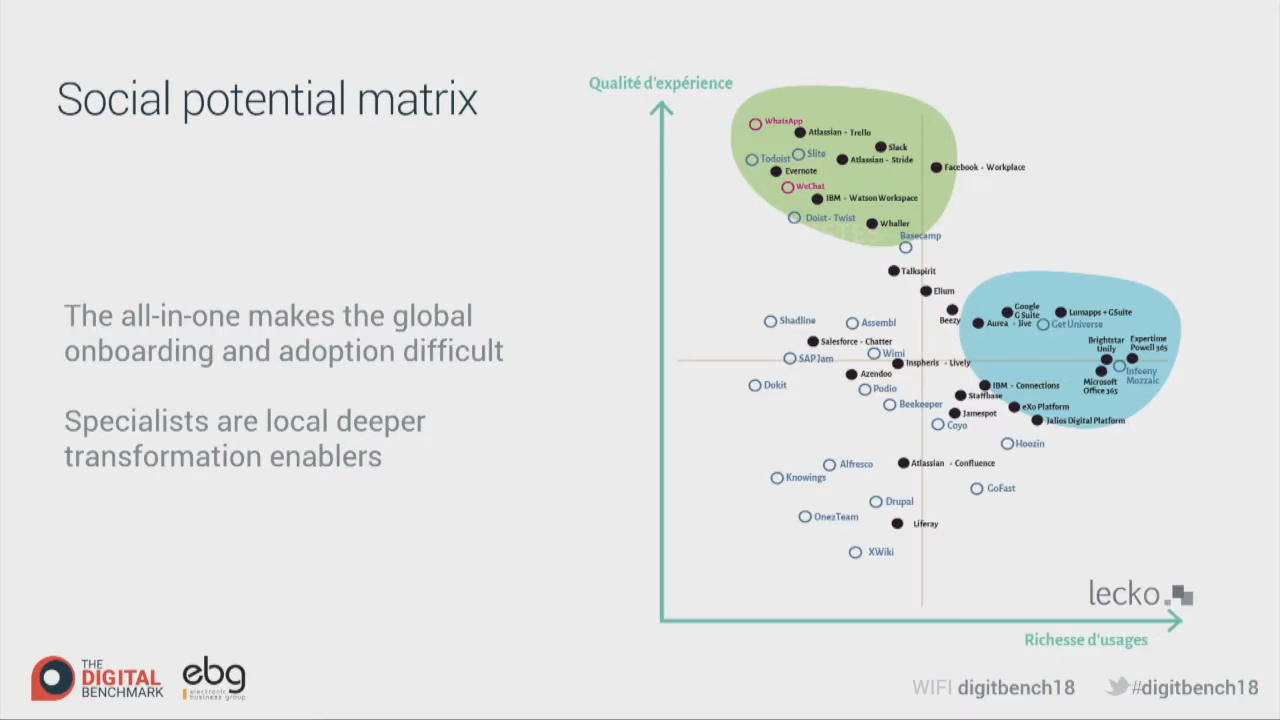 Social potential matrix
The all-in-one makes the global
onboarding and adoption difficult
Specialists are local deeper
transformation enablers
Qualité d'expérience
WhatsApp
Atlassian - Trello
Slack
Todoist
Slite
Atlassian - Stride
Facebook - Workplace
Evernote
WeChat
IBM - Watson Workspace
Doist - Twist
Whaller
Basecamp
Talkspirit
Elium
Beezy
Google
G Suite
Lumapps + GSuite
Aurea - Jive
Get Universe
Shadline
Assembl
Salesforce - Chatter
Wimi
SAP Jam
Inspheris - Lively
Brightstar
Unily
Expertime
Powell 365
Infeeny
Mozzaic
Microsoft
Office 365
Azendoo
Dokit
Podio
IBM - Connections
Staffbase
Beekeeper
Jamespot
eXo Platform
Coyo
Jalios Digital Platform
Hoozin
Alfresco
Atlassian - Confluence
Knowings
GoFast
Drupal
One2Team
Liferay
XWiki
lecko
Richesse d'usages
THE
DIGITAL
BENCHMARK
ebg
electronic
business group
WIFI digitbench18
#digitbench18